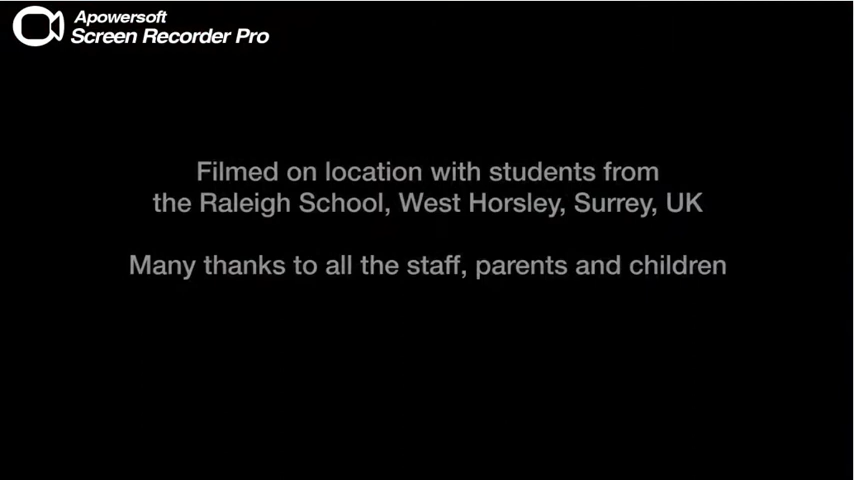 Apowersoft
Screen Recorder Pro
Filmed on location with students from
the Raleigh School, West Horsley, Surrey, UK
Many thanks to all the staff, parents and children